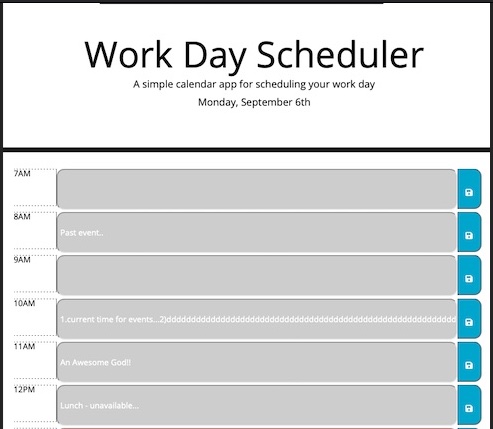 Work Day Scheduler
A simple calendar app for scheduling your work day
Monday, September 6th
7AM
8AM
Past event..
9AM
10AM
1.current time for events...2)dddddddddddddddddddddddddddddddddddddddddddddddddddddddddd
11AM
An Awesome God!!
12PM
Lunch - unavailable...